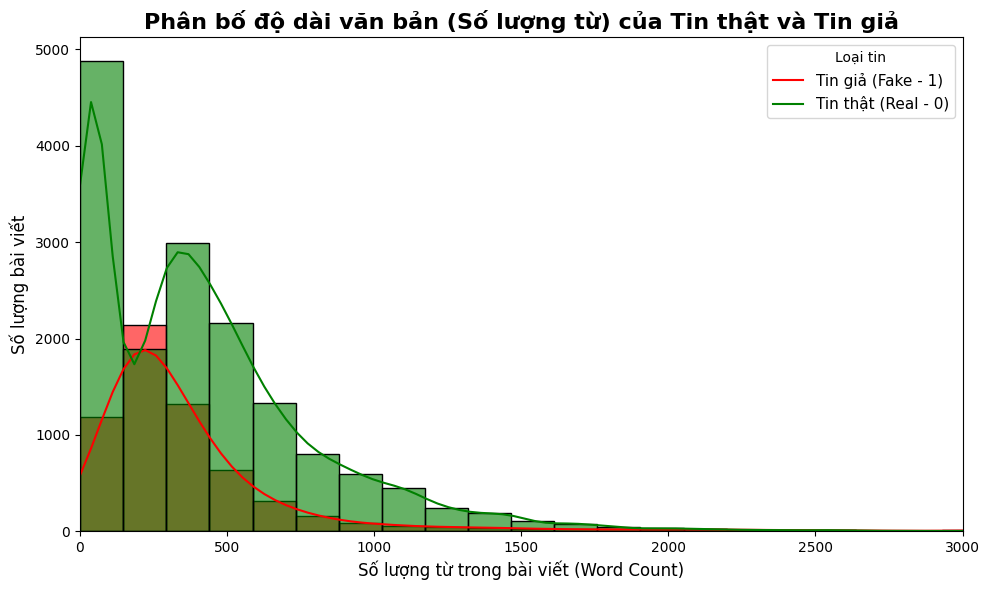 Phân bố độ dài văn bản (Số lượng từ) của Tin thật và Tin giả
Loại tin
Tin giả (Fake - 1)
Tin thật (Real - 0)
Số lượng bài viết
5000
4000
3000
2000
1000
0
0 500 1000 1500 2000 2500 3000
Số lượng từ trong bài viết (Word Count)